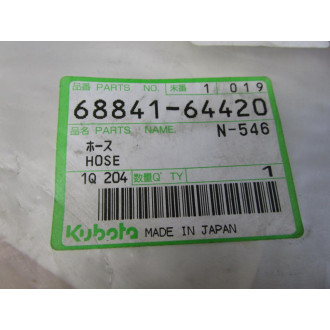 品番 PARTS NO. 末番 1 019
68841-64420
品名 PARTS NAME. N-546
ホース
HOSE
1Q 204 数量Q'TY 1
Kubota MADE IN JAPAN